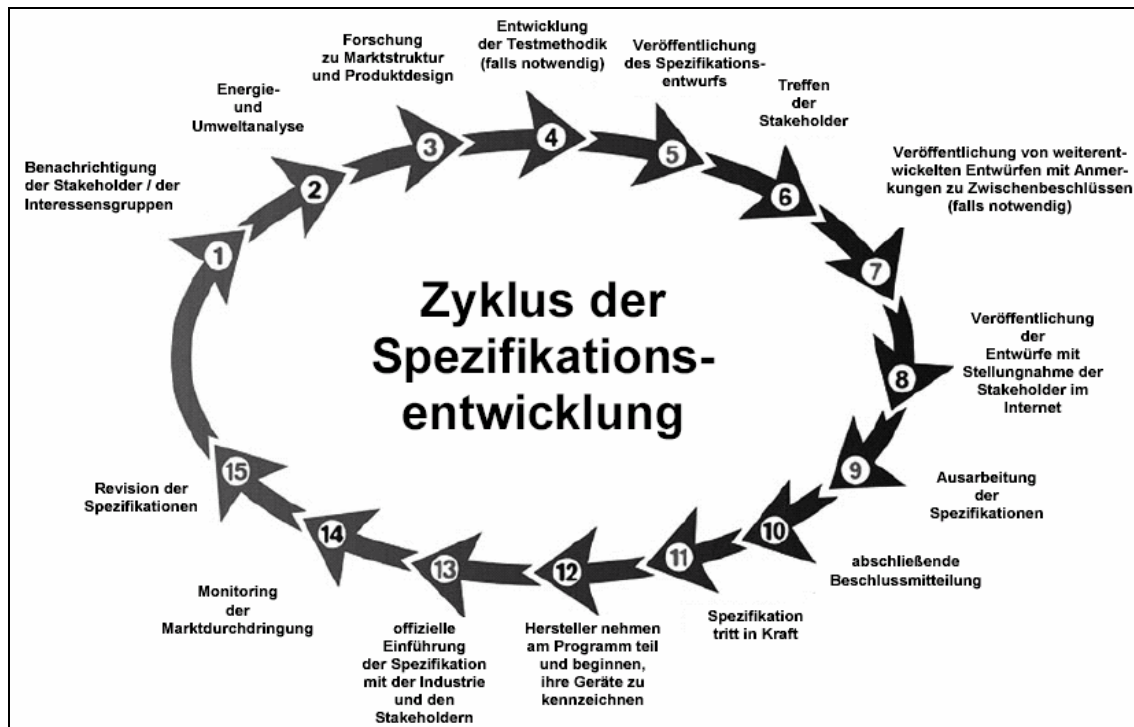 Benachrichtigung
der Stakeholder / der
Interessensgruppen
1
Energie-
und
Umweltanalyse
2
Forschung
zu Marktstruktur
und Produktdesign
3
Entwicklung
der Testmethodik
(falls notwendig)
4
Veröffentlichung
des Spezifikations-
entwurfs
5
Treffen
der
Stakeholder
6
Veröffentlichung von weiterent-
wickelten Entwürfen mit Anmer-
kungen zu Zwischenbeschlüssen
(falls notwendig)
7
Veröffentlichung
der
Entwürfe mit
Stellungnahme der
Stakeholder im
Internet
8
Ausarbeitung
der
Spezifikationen
9
abschließende
Beschlussmitteilung
10
Spezifikation
tritt in Kraft
11
Hersteller nehmen
am Programm teil
und beginnen,
ihre Geräte zu
kennzeichnen
12
offizielle
Einführung
der Spezifikation
mit der Industrie
und den
Stakeholdern
13
Monitoring
der
Marktdurchdringung
14
Revision der
Spezifikationen
15
Zyklus der
Spezifikations-
entwicklung